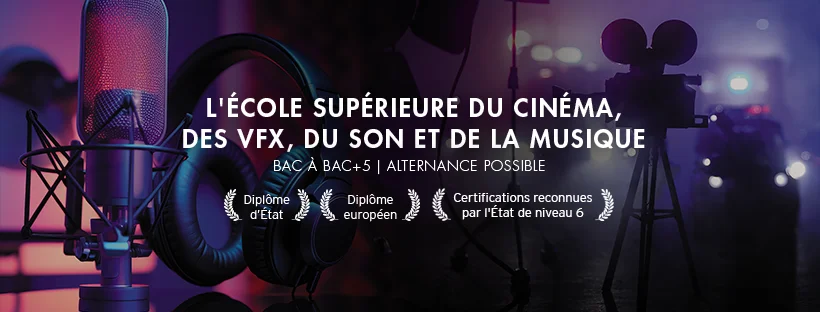 L'ÉCOLE SUPÉRIEURE DU CINÉMA,
DES VFX, DU SON ET DE LA MUSIQUE
BAC À BAC+5 | ALTERNANCE POSSIBLE
Diplôme
d'État
Diplôme
européen
Certifications reconnues
par l'État de niveau 6